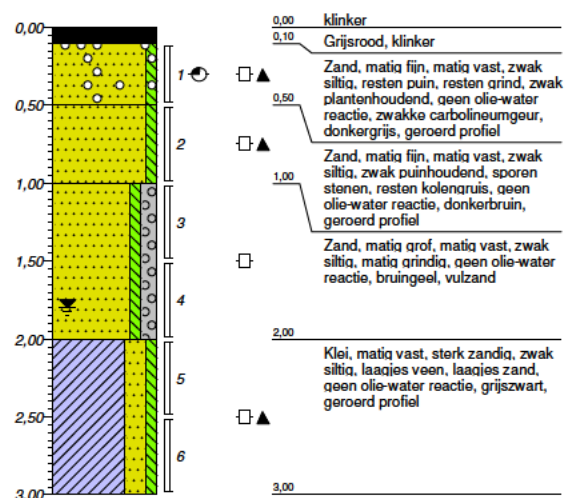 0,00
0,50
1,00
1,50
2,00
2,50
3,00
1
2
3
4
5
6
0,00 klinker
0,10 Grijsrood, klinker
Zand, matig fijn, matig vast, zwak
siltig, resten puin, resten grind, zwak
plantenhoudend, geen olie-water
reactie, zwakke carbolineumgeur,
donkergrijs, geroerd profiel
0,50
Zand, matig fijn, matig vast, zwak
siltig, zwak puinhoudend, sporen
stenen, resten kolengruis, geen
olie-water reactie, donkerbruin,
geroerd profiel
1,00
Zand, matig grof, matig vast, zwak
siltig, matig grindig, geen olie-water
reactie, bruingeel, vulzand
2,00
Klei, matig vast, sterk zandig, zwak
siltig, laagjes veen, laagjes zand,
geen olie-water reactie, grijszwart,
geroerd profiel
3,00